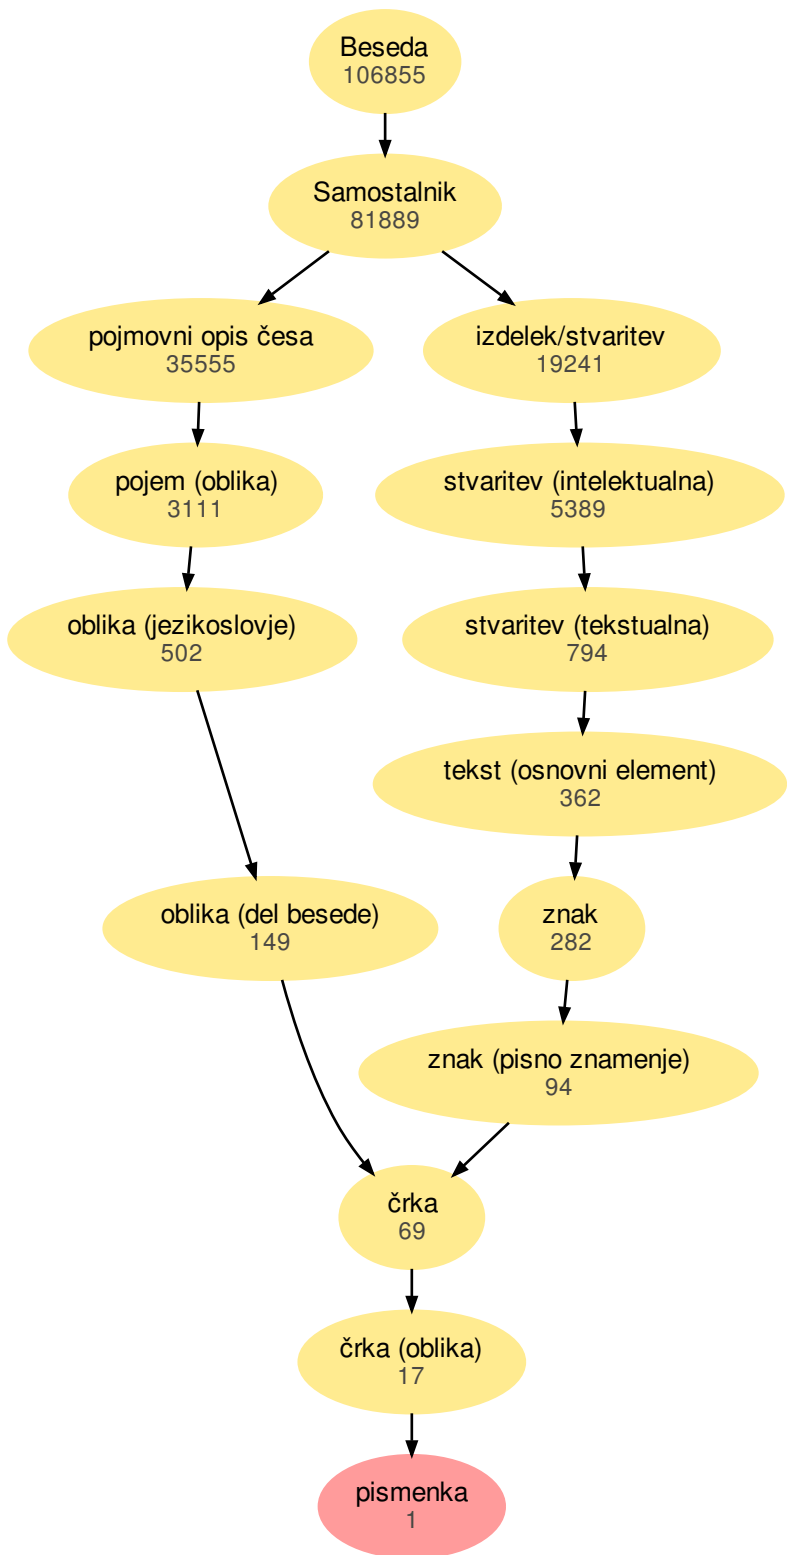 Beseda
106855
Samostalnik
81889
pojmovni opis česa
35555
izdelek/stvaritev
19241
pojem (oblika)
3111
stvaritev (intelektualna)
5389
oblika (jezikoslovje)
502
stvaritev (tekstualna)
794
tekst (osnovni element)
362
oblika (del besede)
149
znak
282
znak (pisno znamenje)
94
črka
69
črka (oblika)
17
pismenka
1